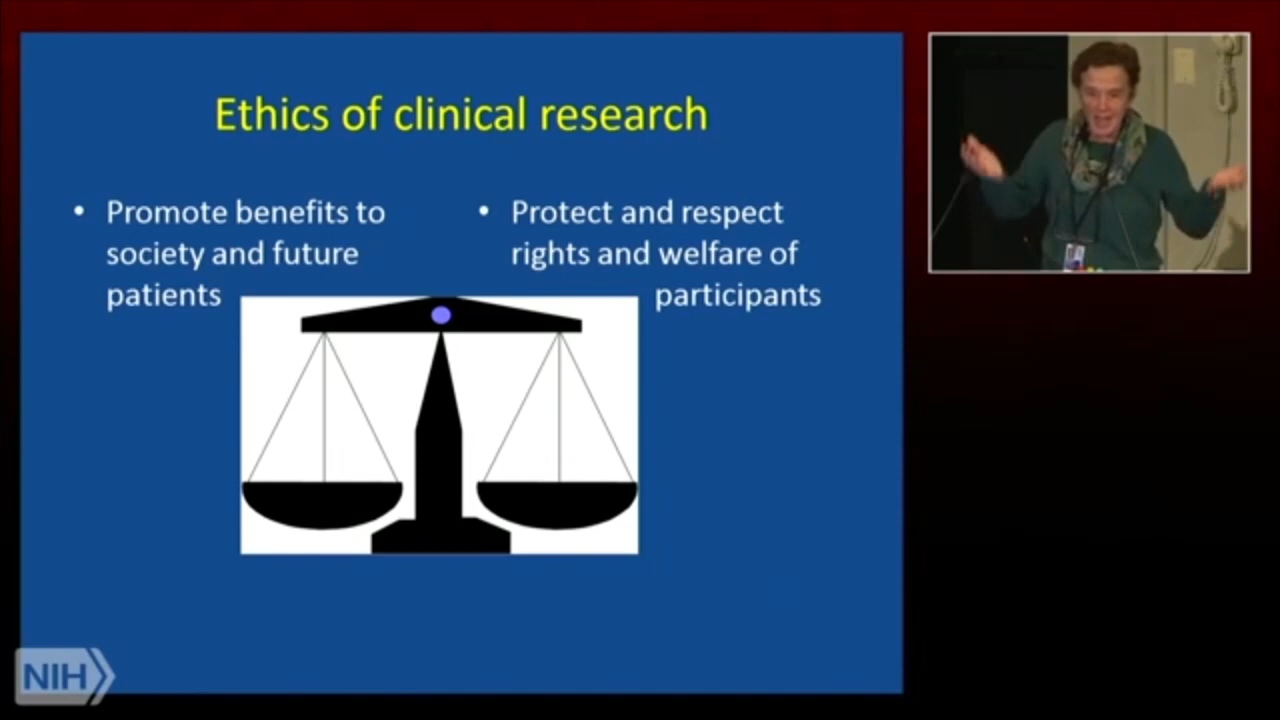 Ethics of clinical research
• Promote benefits to
society and future
patients
• Protect and respect
rights and welfare of
participants
NIH